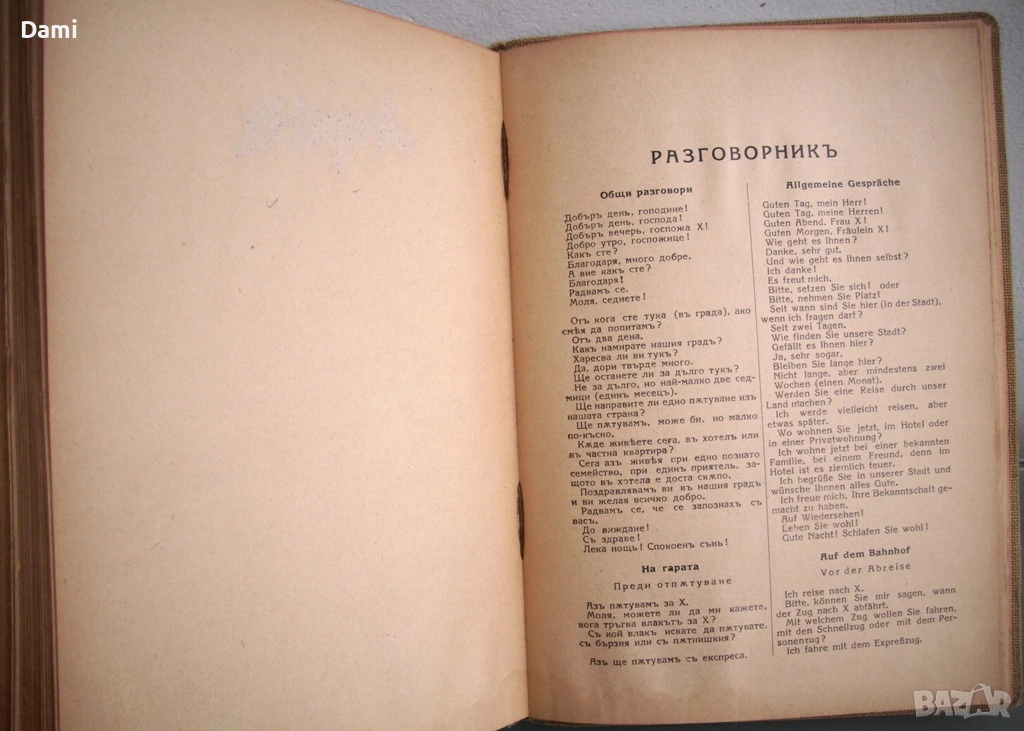 Dami
РАЗГОВОРНИКЪ
Общи разговори
Добъръ день, гоподине!
Добъръ день, господа!
Добъръ вечерь, госпожа X!
Добро утро, госпожице!
Какъ сте?
Благодаря, много добре.
А вие какъ сте?
Благодаря!
Радвамъ се.
Моля, седнете!
Отъ кога сте тука (въ града), ако
смѣя да попитамъ?
Отъ два дена.
Какъ намирате нашия градъ?
Харесва ли ви тукъ?
Да, дори твърде много.
Ще останете ли за дълго тукъ?
Не за дълго, но най-малко две сед-
мици (единъ месецъ).
Ще направите ли едно пѫтуване изъ
нашата страна?
Ще пѫтувамъ, може би, но малко
по-късно.
Кѫде живѣете сега, въ хотелъ или
въ частна квартира?
Сега азъ живѣя при едно познато
семейство, при единъ приятель, за-
щото въ хотела е доста скѫпо.
Поздравлявамъ ви въ нашия градъ
и ви желая всичко добро.
Радвамъ се, че се запознахъ съ
васъ.
До виждане!
Съ здраве!
Лека нощь! Спокоенъ сънь!
На гарата
Преди отпѫтуване
Азъ пѫтувамъ за X.
Моля, можете ли да ми кажете,
кога тръгва влакътъ за X?
Съ кой влакъ искате да пѫтувате,
съ бързия или съ пѫтнишкия?
Азъ ще пѫтувамъ съ експреса.
Allgemeine Gespräche
Guten Tag, mein Herr!
Guten Tag, meine Herren!
Guten Abend, Frau X!
Guten Morgen, Fräulein X!
Wie geht es Ihnen?
Danke, sehr gut.
Und wie geht es Ihnen selbst?
Ich danke!
Es freut mich.
Bitte, setzen Sie sich! oder
Bitte, nehmen Sie Platz!
Seit wann sind Sie hier (in der Stadt),
wenn ich fragen darf?
Seit zwei Tagen.
Wie finden Sie unsere Stadt?
Gefällt es Ihnen hier?
Ja, sehr sogar.
Bleiben Sie lange hier?
Nicht lange, aber mindestens zwei
Wochen (einen Monat).
Werden Sie eine Reise durch unser
Land machen?
Ich werde vielleicht reisen, aber
etwas später.
Wo wohnen Sie jetzt, im Hotel oder
in einer Privatwohnung?
Ich wohne jetzt bei einer bekannten
Familie, bei einem Freund, denn im
Hotel ist es ziemlich teuer.
Ich begrüße Sie in unserer Stadt und
wünsche Ihnnen alles Gute.
Ich freue mich, Ihre Bekanntschaft ge-
macht zu haben.
Auf Wiedersehen!
Leben Sie wohl!
Gute Nacht! Schlafen Sie wohl!
Auf dem Bahnhof
Vor der Abreise
Ich reise nach X.
Bitte, können Sie mir sagen, wann
der Zug nach X abfährt.
Mit welchem Zug wollen Sie fahren,
mit den Schnellzug oder mit dem Per-
sonenzug?
Ich fahre mit dem Expreßzug.
BAZAR